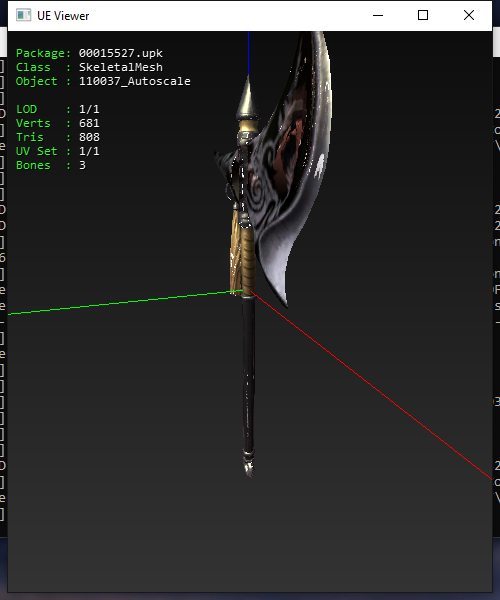 UE Viewer
Package: 00015527.upk
Class : SkeletalMesh
Object : 110037_Autoscale
LOD : 1/1
Verts : 681
Tris : 808
UV Set : 1/1
Bones : 3